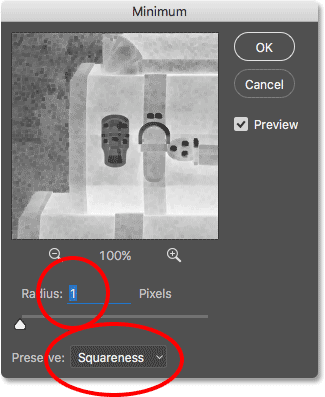 Minimum
OK
Cancel
Preview
100%
Radius: 1 Pixels
Preserve: Squareness